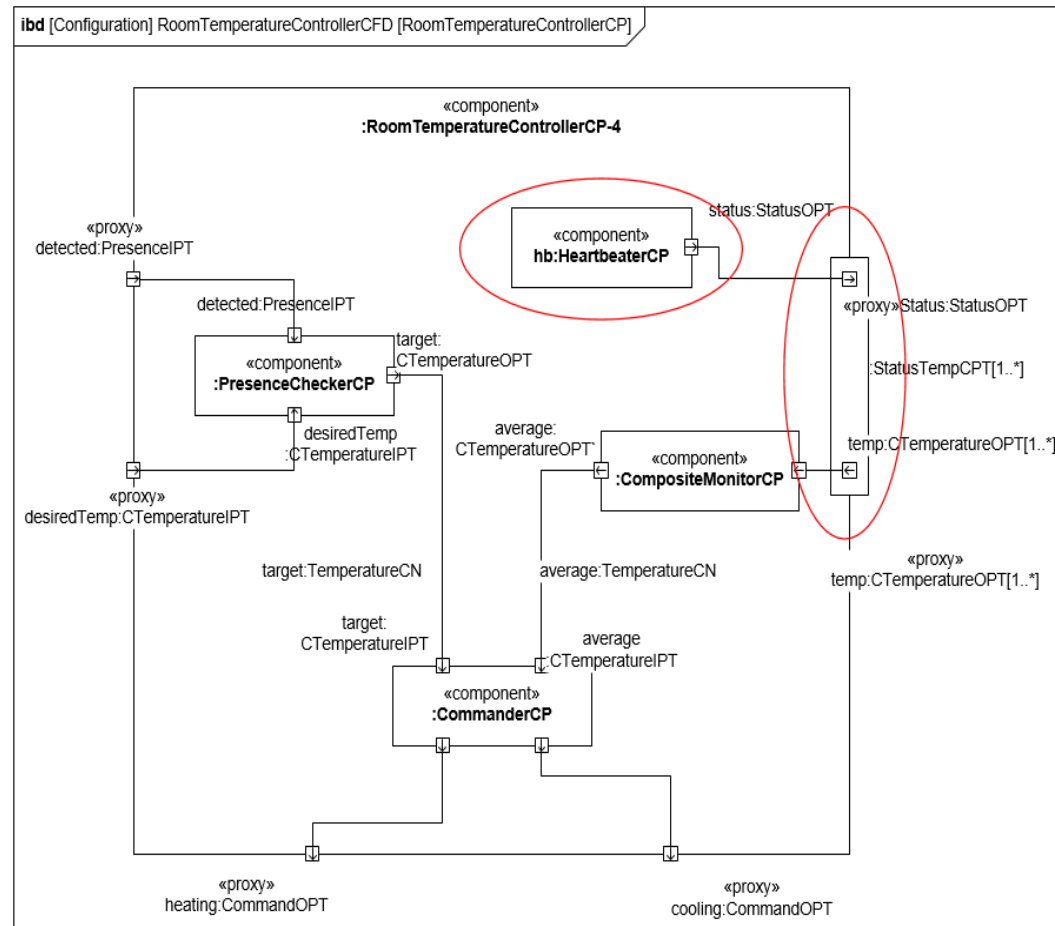 ibd [Configuration] RoomTemperatureControllerCFD [RoomTemperatureControllerCP]
«component»
:RoomTemperatureControllerCP-4
«proxy»
detected:PresenceIPT
status:StatusOPT
«component»
hb:HeartbeaterCP
detected:PresenceIPT
«proxy»Status:StatusOPT
target:
CTemperatureOPT
«component»
:PresenceCheckerCP
:StatusTempCPT[1..*]
desiredTemp
:CTemperatureIPT
average:
CTemperatureOPT
temp:CTemperatureOPT[1..*]
«component»
:CompositeMonitorCP
«proxy»
desiredTemp:CTemperatureIPT
«proxy»
temp:CTemperatureOPT[1..*]
target:TemperatureCN
average:TemperatureCN
target:
CTemperatureIPT
average
:CTemperatureIPT
«component»
:CommanderCP
«proxy»
heating:CommandOPT
«proxy»
cooling:CommandOPT